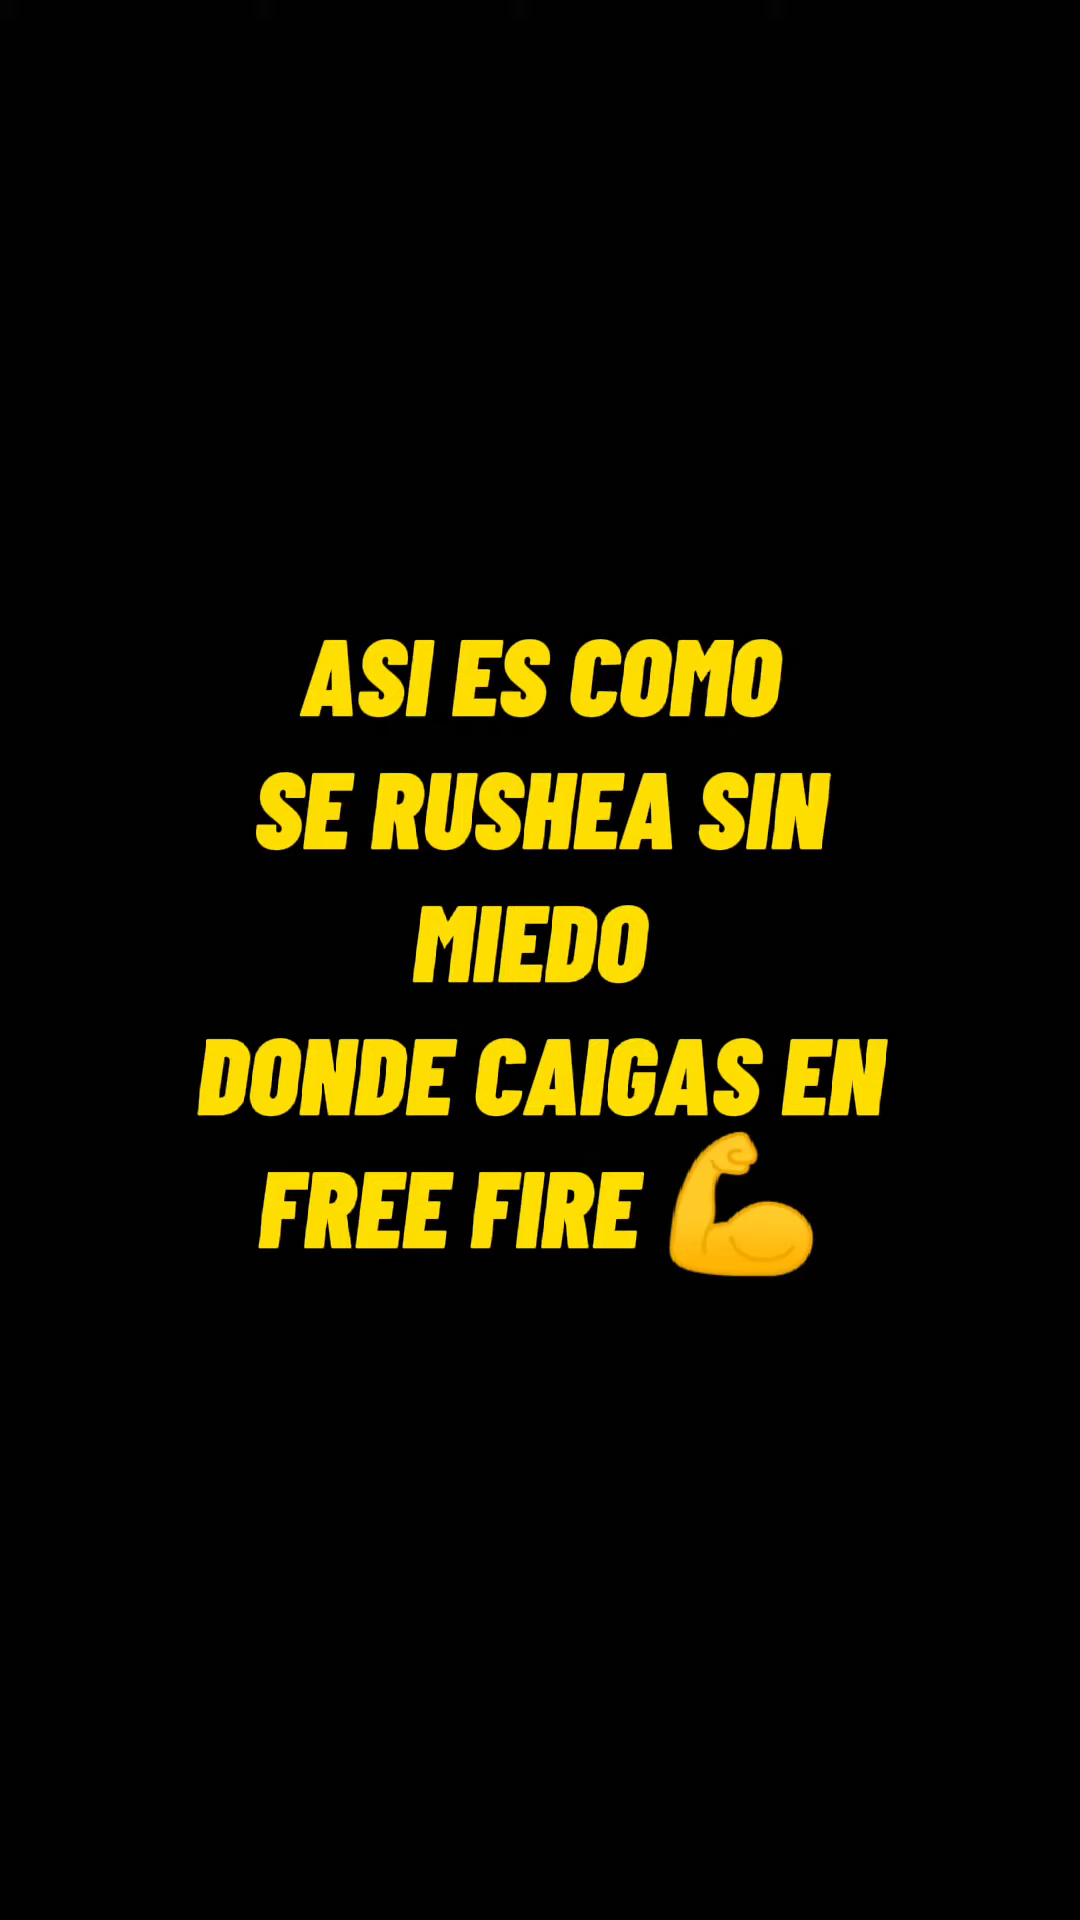 ASI ES COMO
SE RUSHEA SIN
MIEDO
DONDE CAIGAS EN
FREE FIRE 💪